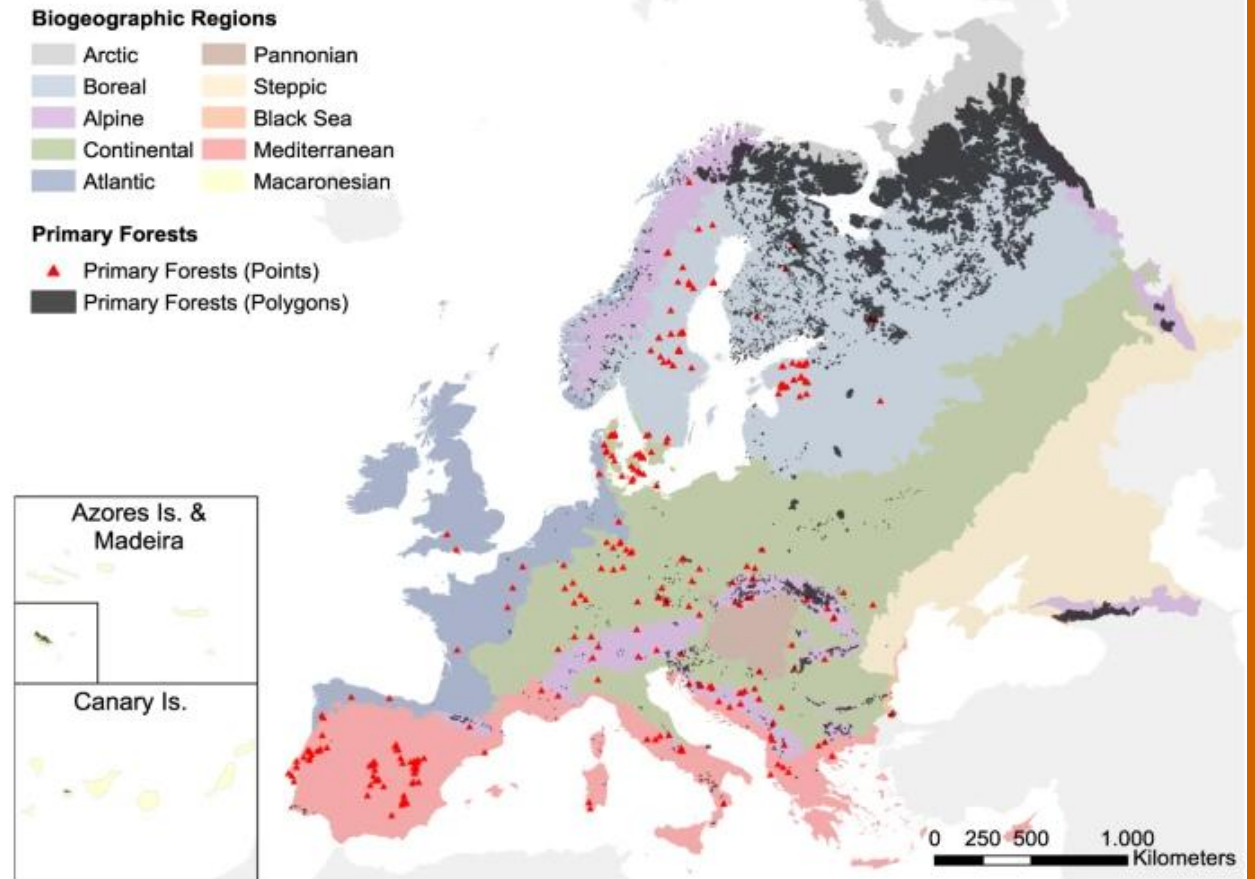 Biogeographic Regions
Arctic
Pannonian
Boreal
Steppic
Alpine
Black Sea
Continental
Mediterranean
Atlantic
Macaronesian
Primary Forests
Primary Forests (Points)
Primary Forests (Polygons)
Azores Is. &
Madeira
Canary Is.
0 250 500 1.000
Kilometers